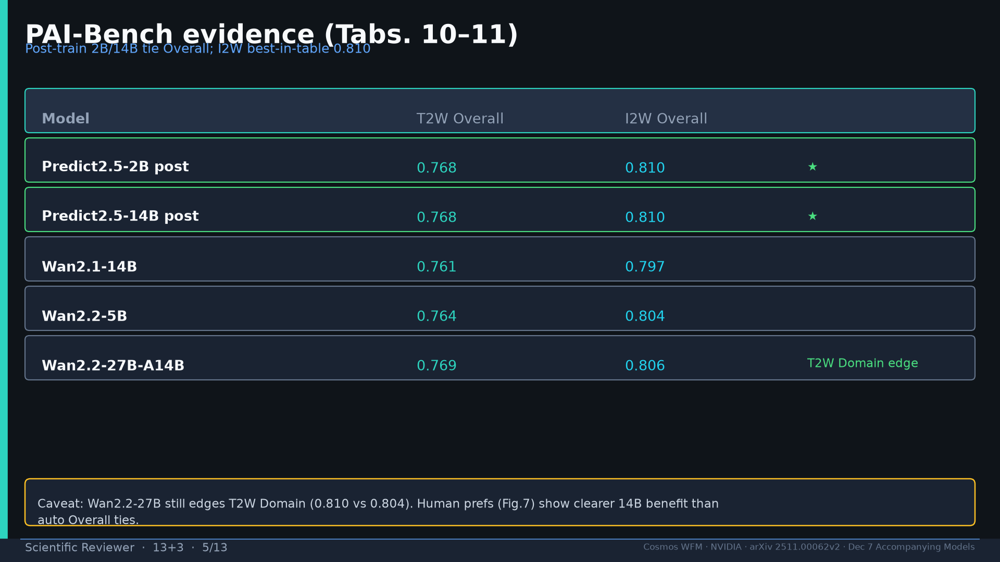 PAI-Bench evidence (Tabs. 10–11)
Post-train 2B/14B tie Overall; I2W best-in-table 0.810
Model T2W Overall I2W Overall
Predict2.5-2B post 0.768 0.810 ★
Predict2.5-14B post 0.768 0.810 ★
Wan2.1-14B 0.761 0.797
Wan2.2-5B 0.764 0.804
Wan2.2-27B-A14B 0.769 0.806 T2W Domain edge
Caveat: Wan2.2-27B still edges T2W Domain (0.810 vs 0.804). Human prefs (Fig.7) show clearer 14B benefit than
auto Overall ties.
Scientific Reviewer · 13+3 · 5/13
Cosmos WFM · NVIDIA · arXiv 2511.00062v2 · Dec 7 Accompanying Models